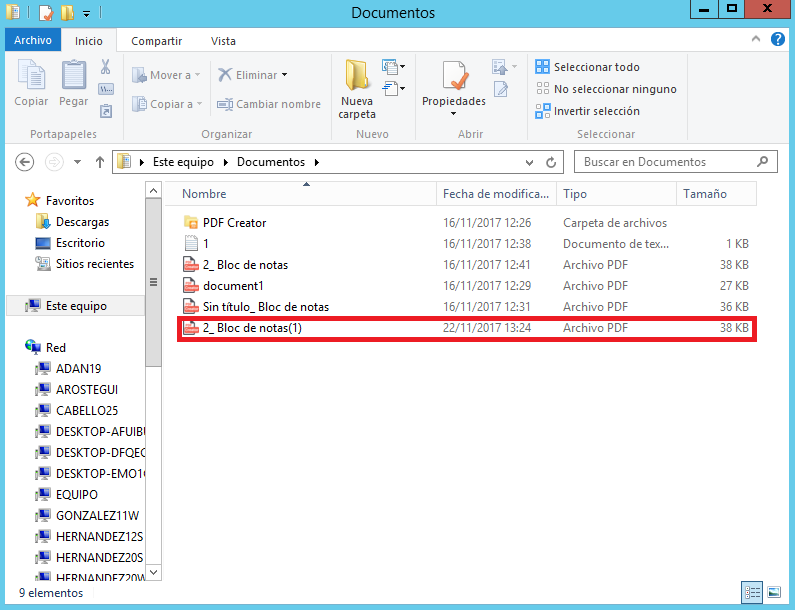 Documentos
Archivo Inicio Compartir Vista
Copiar Pegar Mover a Copiar a Eliminar Cambiar nombre Nueva carpeta Propiedades Seleccionar todo No seleccionar ninguno Invertir selección
Portapapeles Organizar Nuevo Abrir Seleccionar
Este equipo Documentos Buscar en Documentos
Nombre Fecha de modifica... Tipo Tamaño
PDF Creator 16/11/2017 12:26 Carpeta de archivos
1 16/11/2017 12:38 Documento de tex... 1 KB
2_ Bloc de notas 16/11/2017 12:41 Archivo PDF 38 KB
document1 16/11/2017 12:29 Archivo PDF 27 KB
Sin título_ Bloc de notas 16/11/2017 12:31 Archivo PDF 36 KB
2_ Bloc de notas(1) 22/11/2017 13:24 Archivo PDF 38 KB
Favoritos
Descargas
Escritorio
Sitios recientes
Este equipo
Red
ADAN19
AROSTEGUI
CABELLO25
DESKTOP-AFUIBU
DESKTOP-DFQEC
DESKTOP-EMO1
EQUIPO
GONZALEZ11W
HERNANDEZ12S
HERNANDEZ20S
HERNANDEZ20W
9 elementos